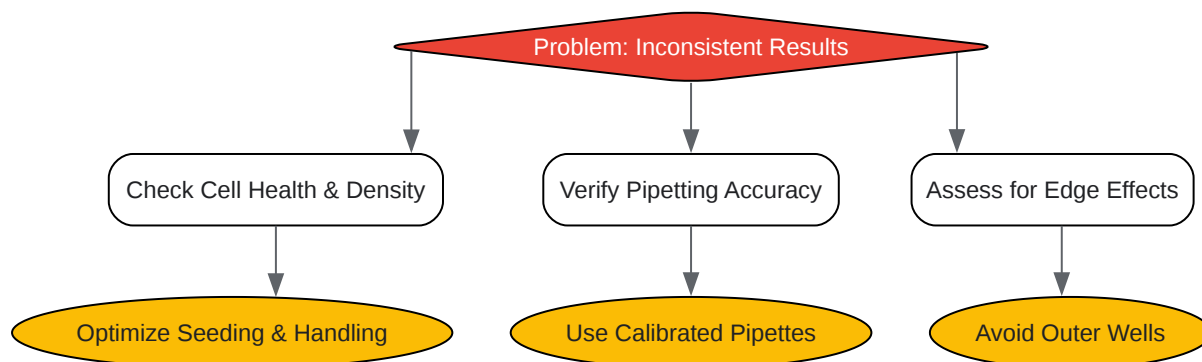 Problem: Inconsistent Results
Check Cell Health & Density
Verify Pipetting Accuracy
Assess for Edge Effects
Optimize Seeding & Handling
Use Calibrated Pipettes
Avoid Outer Wells